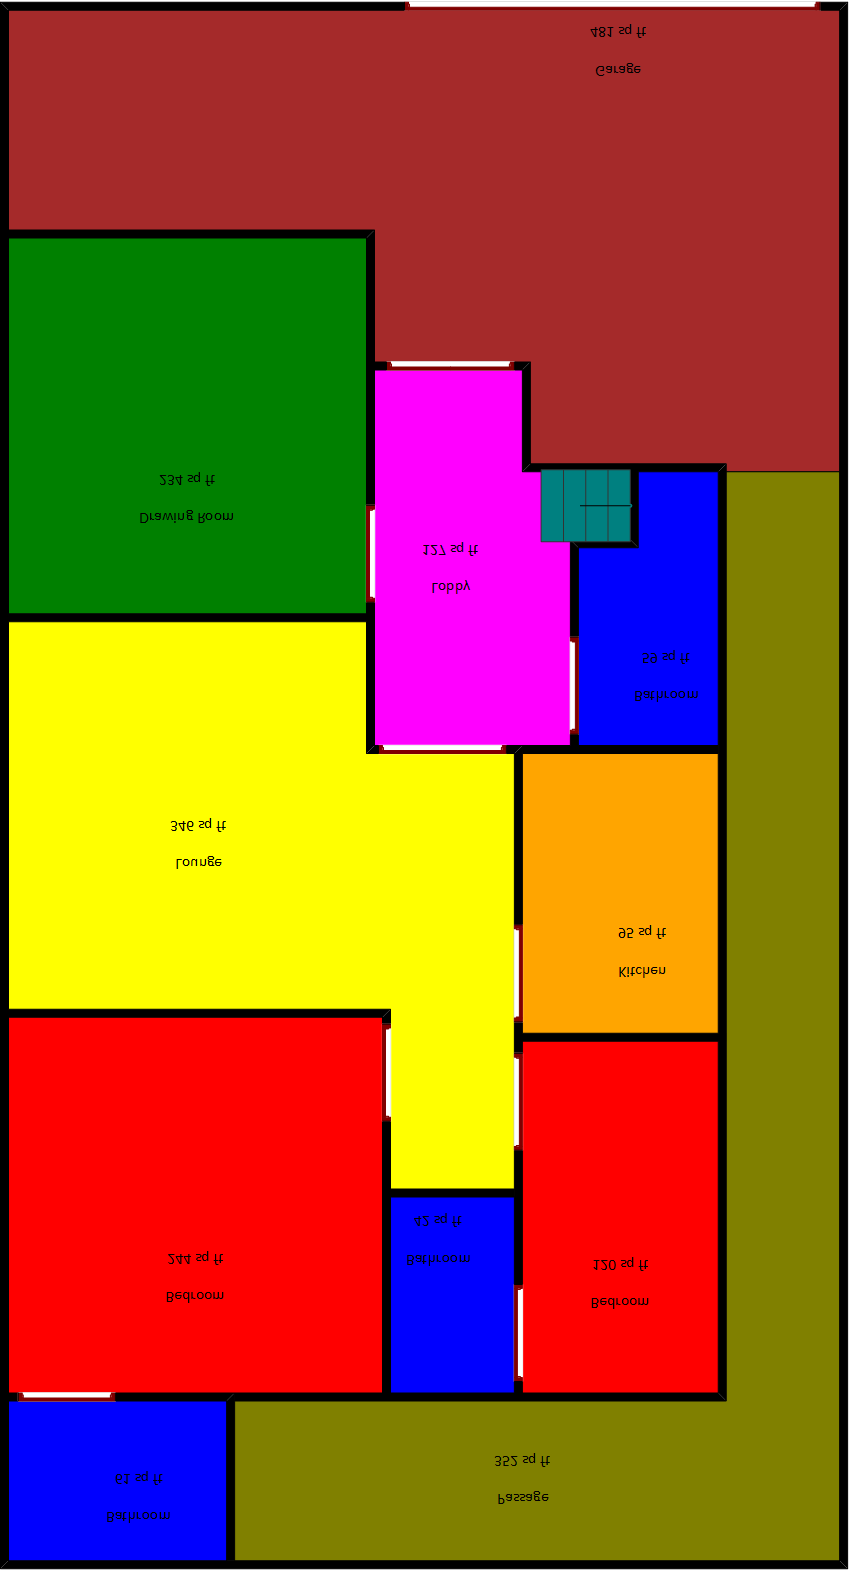 Garage
481 sq ft
Drawing Room
234 sq ft
Lobby
127 sq ft
Bathroom
59 sq ft
Lounge
346 sq ft
Kitchen
95 sq ft
Bathroom
42 sq ft
Bedroom
244 sq ft
Bedroom
120 sq ft
Passage
352 sq ft
Bathroom
61 sq ft